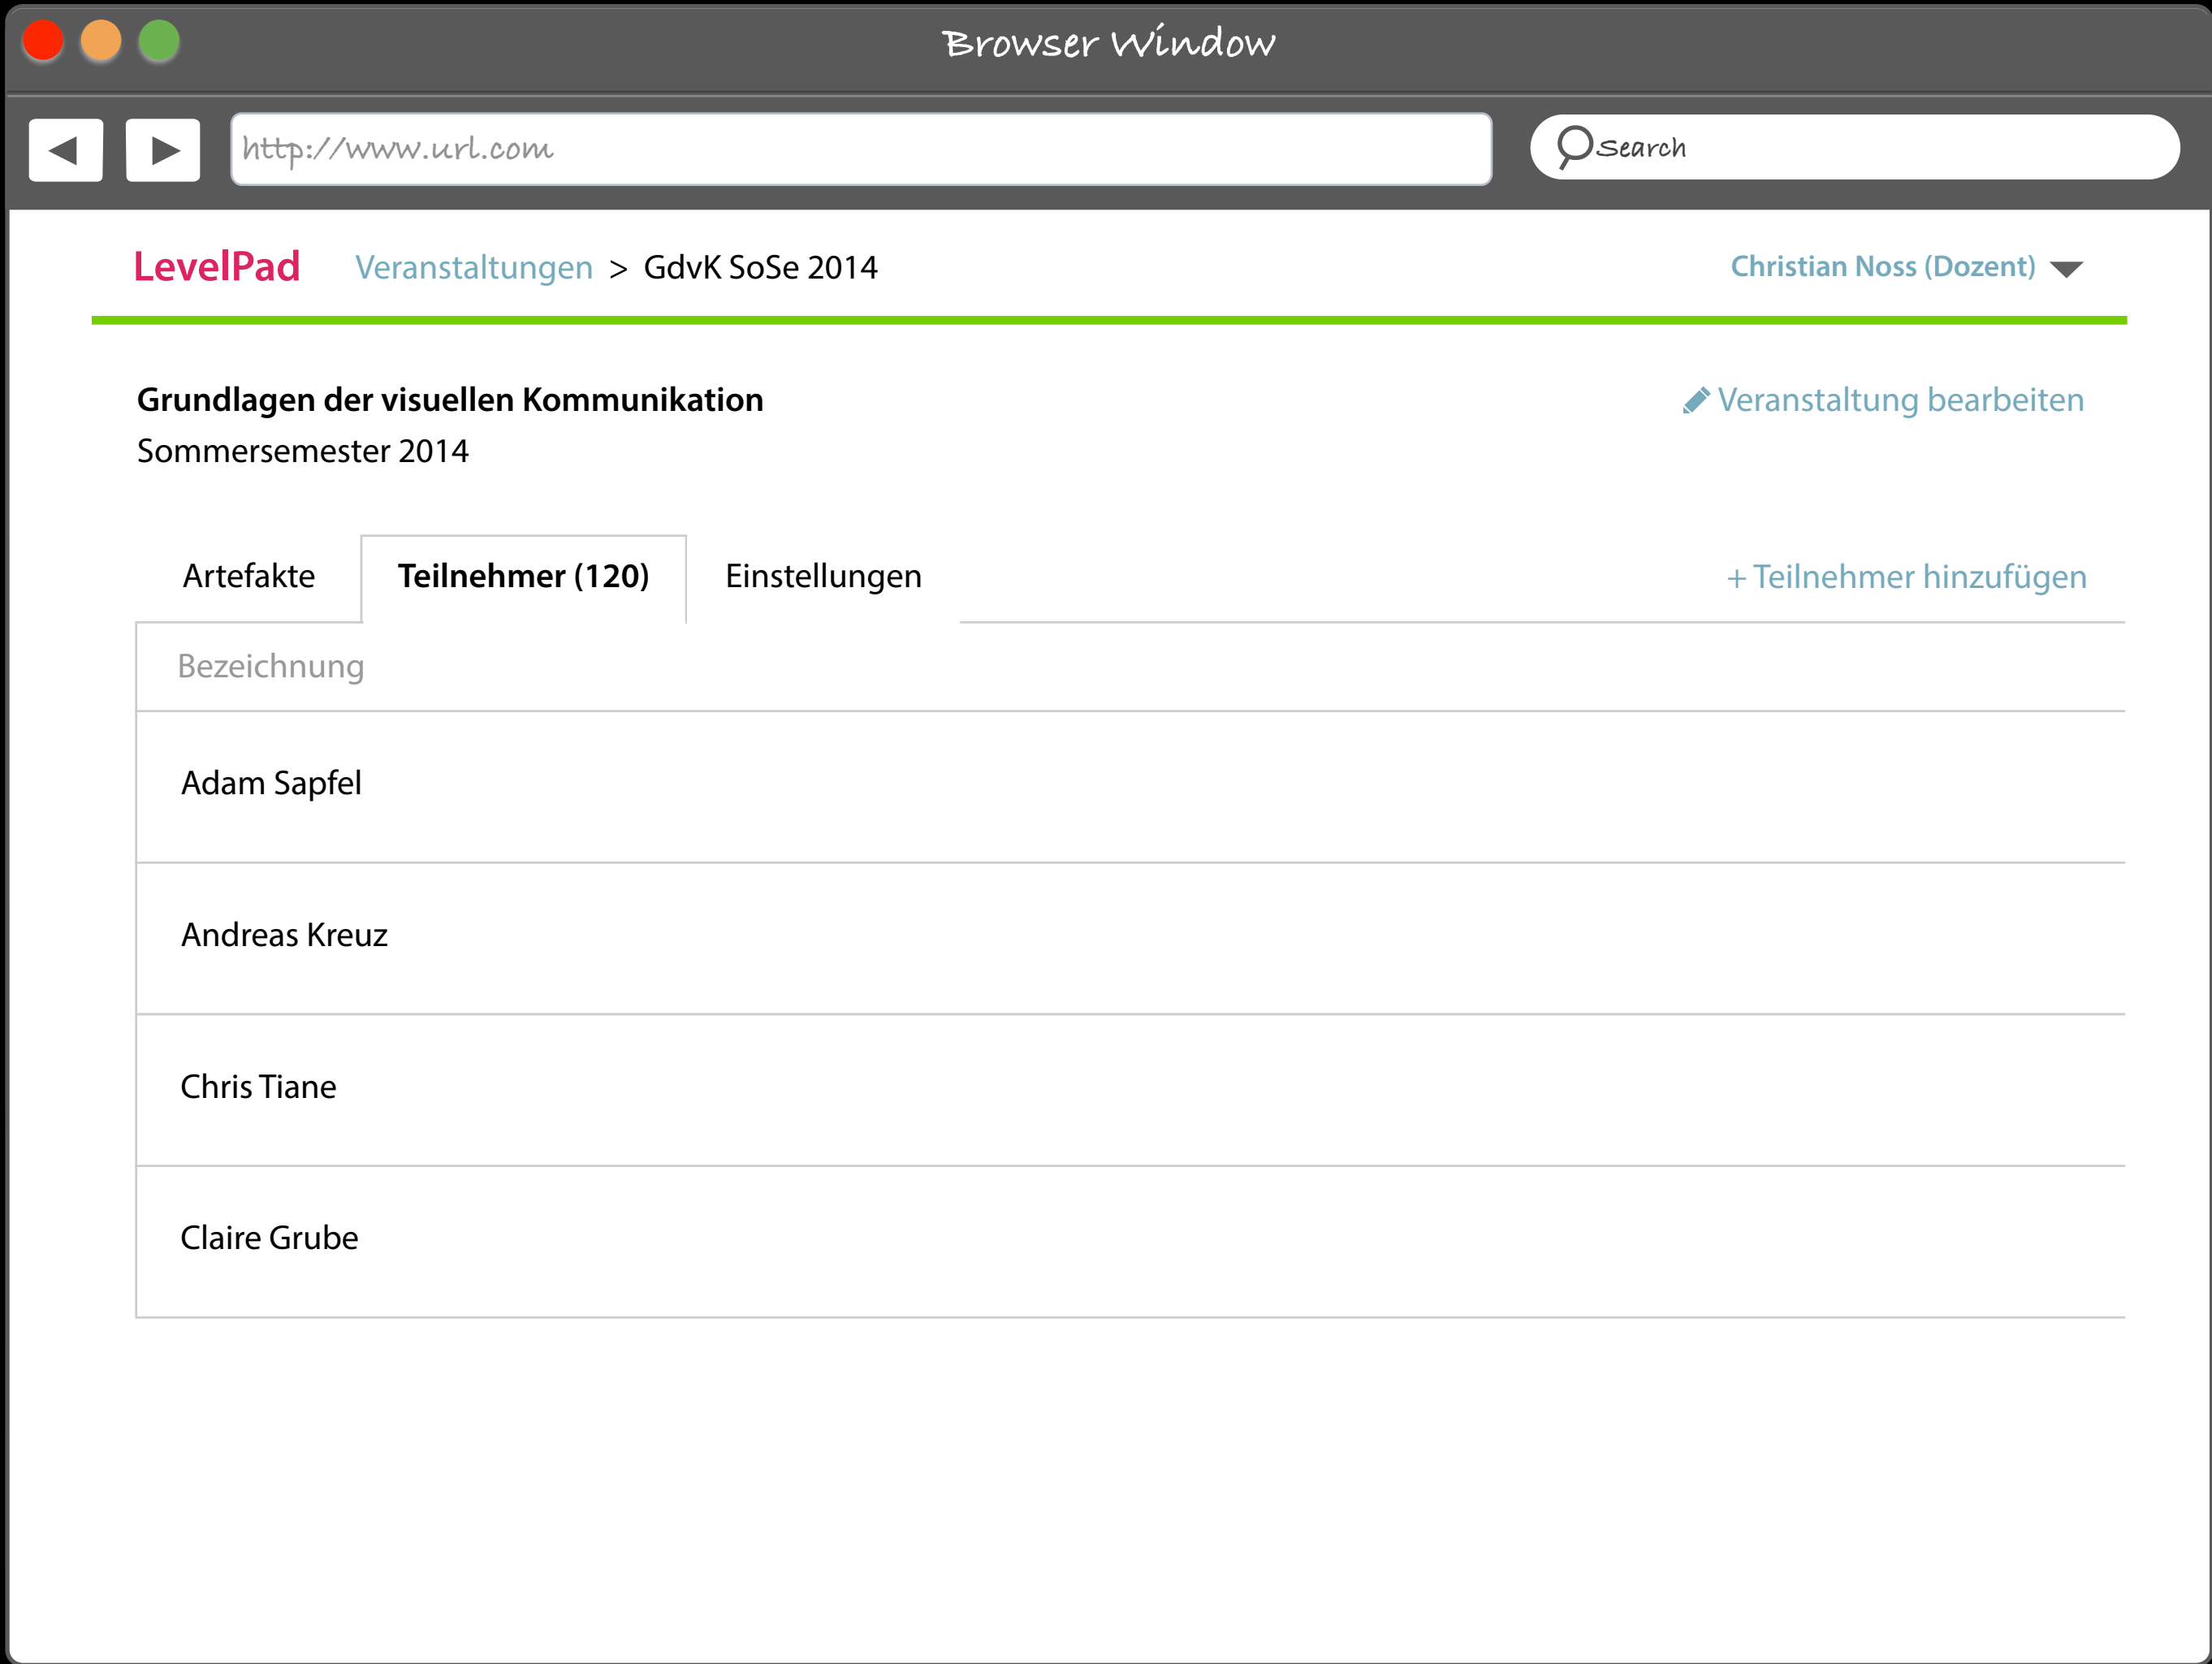 Browser Window
http://www.url.com
Search
LevelPad Veranstaltungen > GdvK SoSe 2014 Christian Noss (Dozent)
Grundlagen der visuellen Kommunikation Veranstaltung bearbeiten
Sommersemester 2014
Artefakte Teilnehmer (120) Einstellungen + Teilnehmer hinzufügen
Bezeichnung
Adam Sapfel
Andreas Kreuz
Chris Tiane
Claire Grube